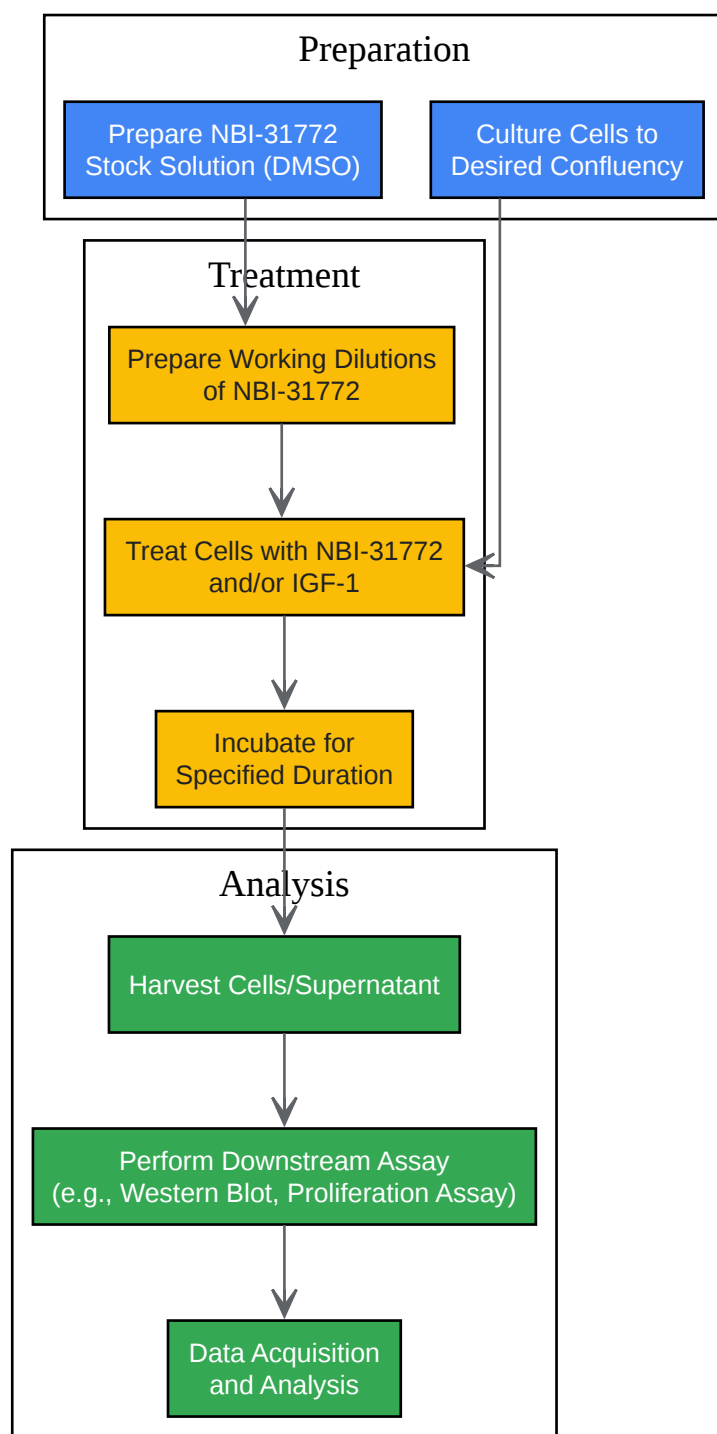 Preparation
Prepare NBI-31772
Stock Solution (DMSO)
Culture Cells to
Desired Confluency
Treatment
Prepare Working Dilutions
of NBI-31772
Treat Cells with NBI-31772
and/or IGF-1
Incubate for
Specified Duration
Analysis
Harvest Cells/Supernatant
Perform Downstream Assay
(e.g., Western Blot, Proliferation Assay)
Data Acquisition
and Analysis